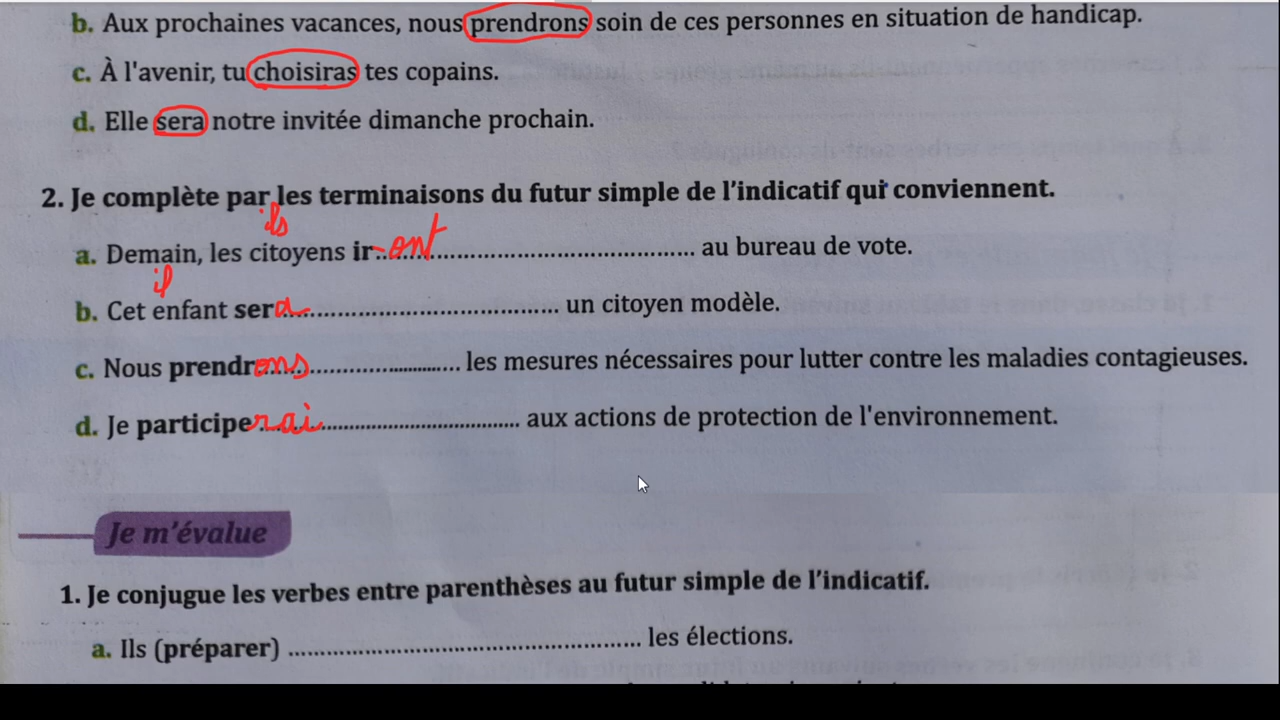 b. Aux prochaines vacances, nous prendrons soin de ces personnes en situation de handicap.
c. À l'avenir, tu choisiras tes copains.
d. Elle sera notre invitée dimanche prochain.
2. Je complète par les terminaisons du futur simple de l'indicatif qui conviennent.
ils
a. Demain, les citoyens ir-ont........................................ au bureau de vote.
il
b. Cet enfant sera........................................ un citoyen modèle.
c. Nous prendrons........................................ les mesures nécessaires pour lutter contre les maladies contagieuses.
d. Je participerai........................................ aux actions de protection de l'environnement.
Je m'évalue
1. Je conjugue les verbes entre parenthèses au futur simple de l'indicatif.
a. Ils (préparer) ........................................ les élections.